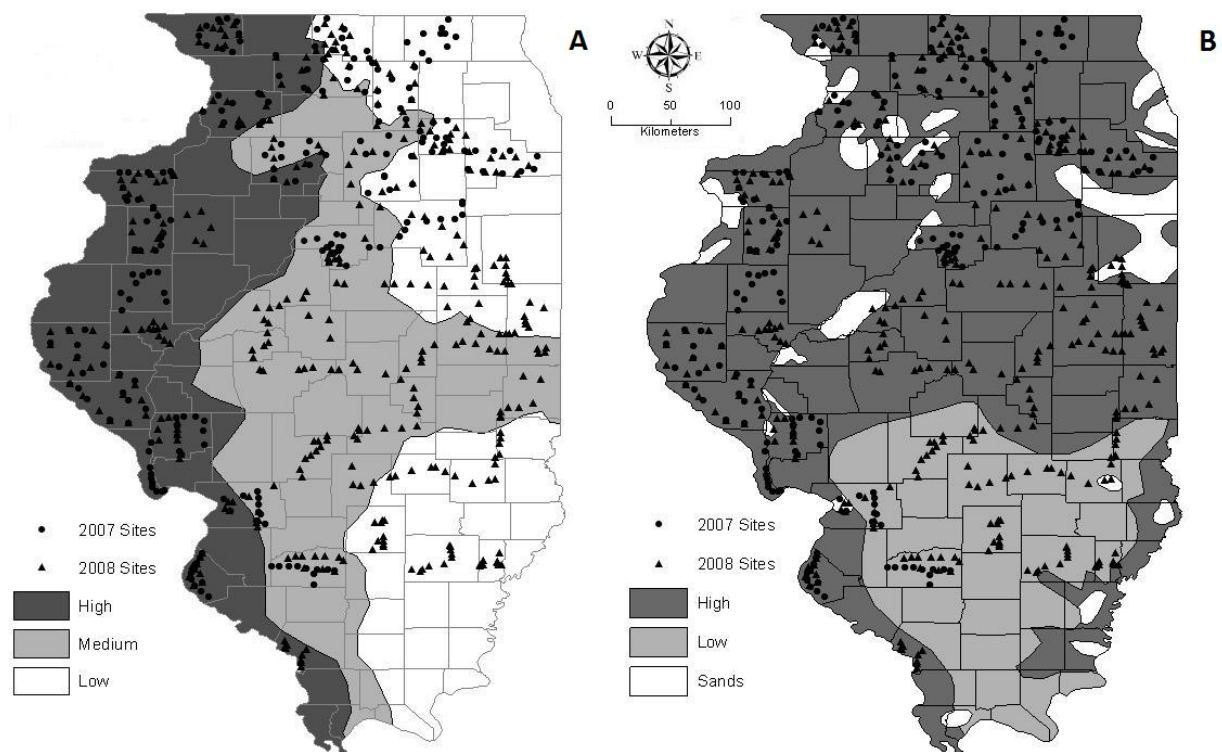 A
N
W E
S
0 50 100
Kilometers
B
2007 Sites
2008 Sites
High
Medium
Low
2007 Sites
2008 Sites
High
Low
Sands